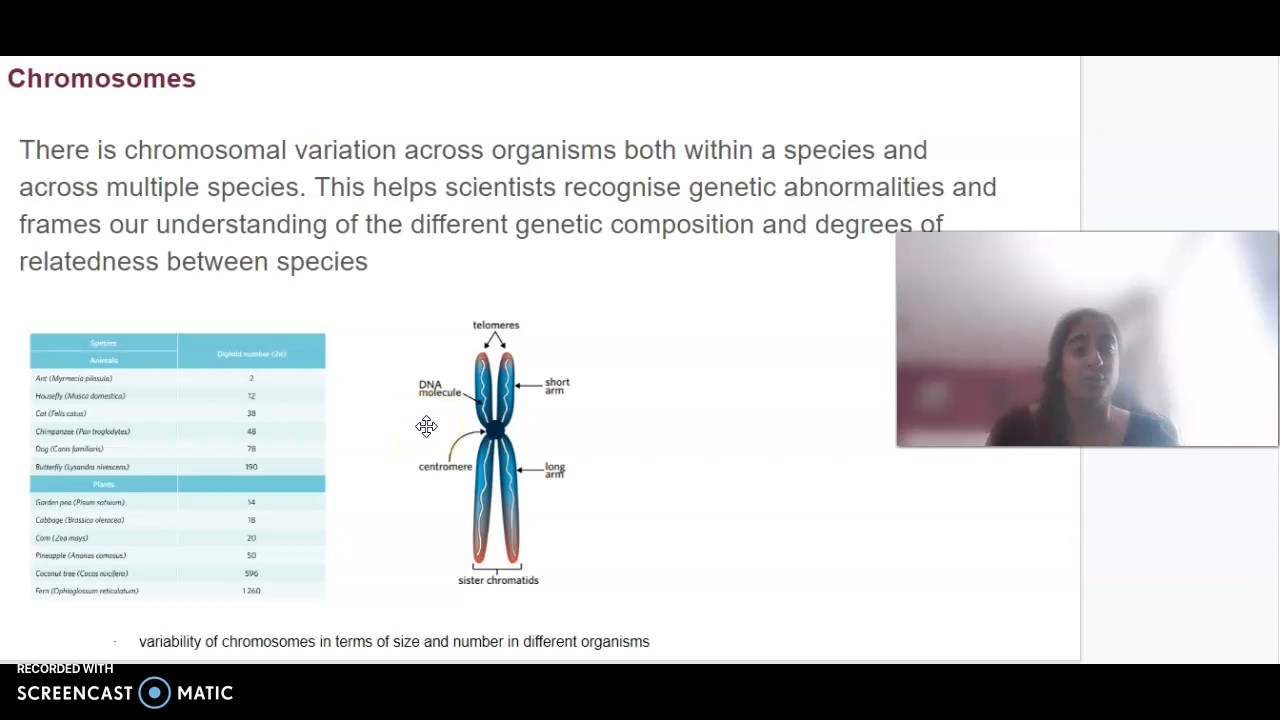 Chromosomes
There is chromosomal variation across organisms both within a species and
across multiple species. This helps scientists recognise genetic abnormalities and
frames our understanding of the different genetic composition and degrees of
relatedness between species
Species
Animals
Diploid number (2n)
Ant (Myrmecia pilosula) 2
Housefly (Musca domestica) 12
Cat (Felis catus) 38
Chimpanzee (Pan troglodytes) 48
Dog (Canis familiaris) 78
Butterfly (Lysandra nivescens) 190
Plants
Garden pea (Pisum sativum) 14
Cabbage (Brassica oleracea) 18
Corn (Zea mays) 20
Pineapple (Ananas comosus) 50
Coconut tree (Cocos nucifera) 596
Fern (Ophioglossum reticulatum) 1 260
telomeres
DNA
molecule
short
arm
centromere
long
arm
sister chromatids
· variability of chromosomes in terms of size and number in different organisms
RECORDED WITH
SCREENCAST MATIC